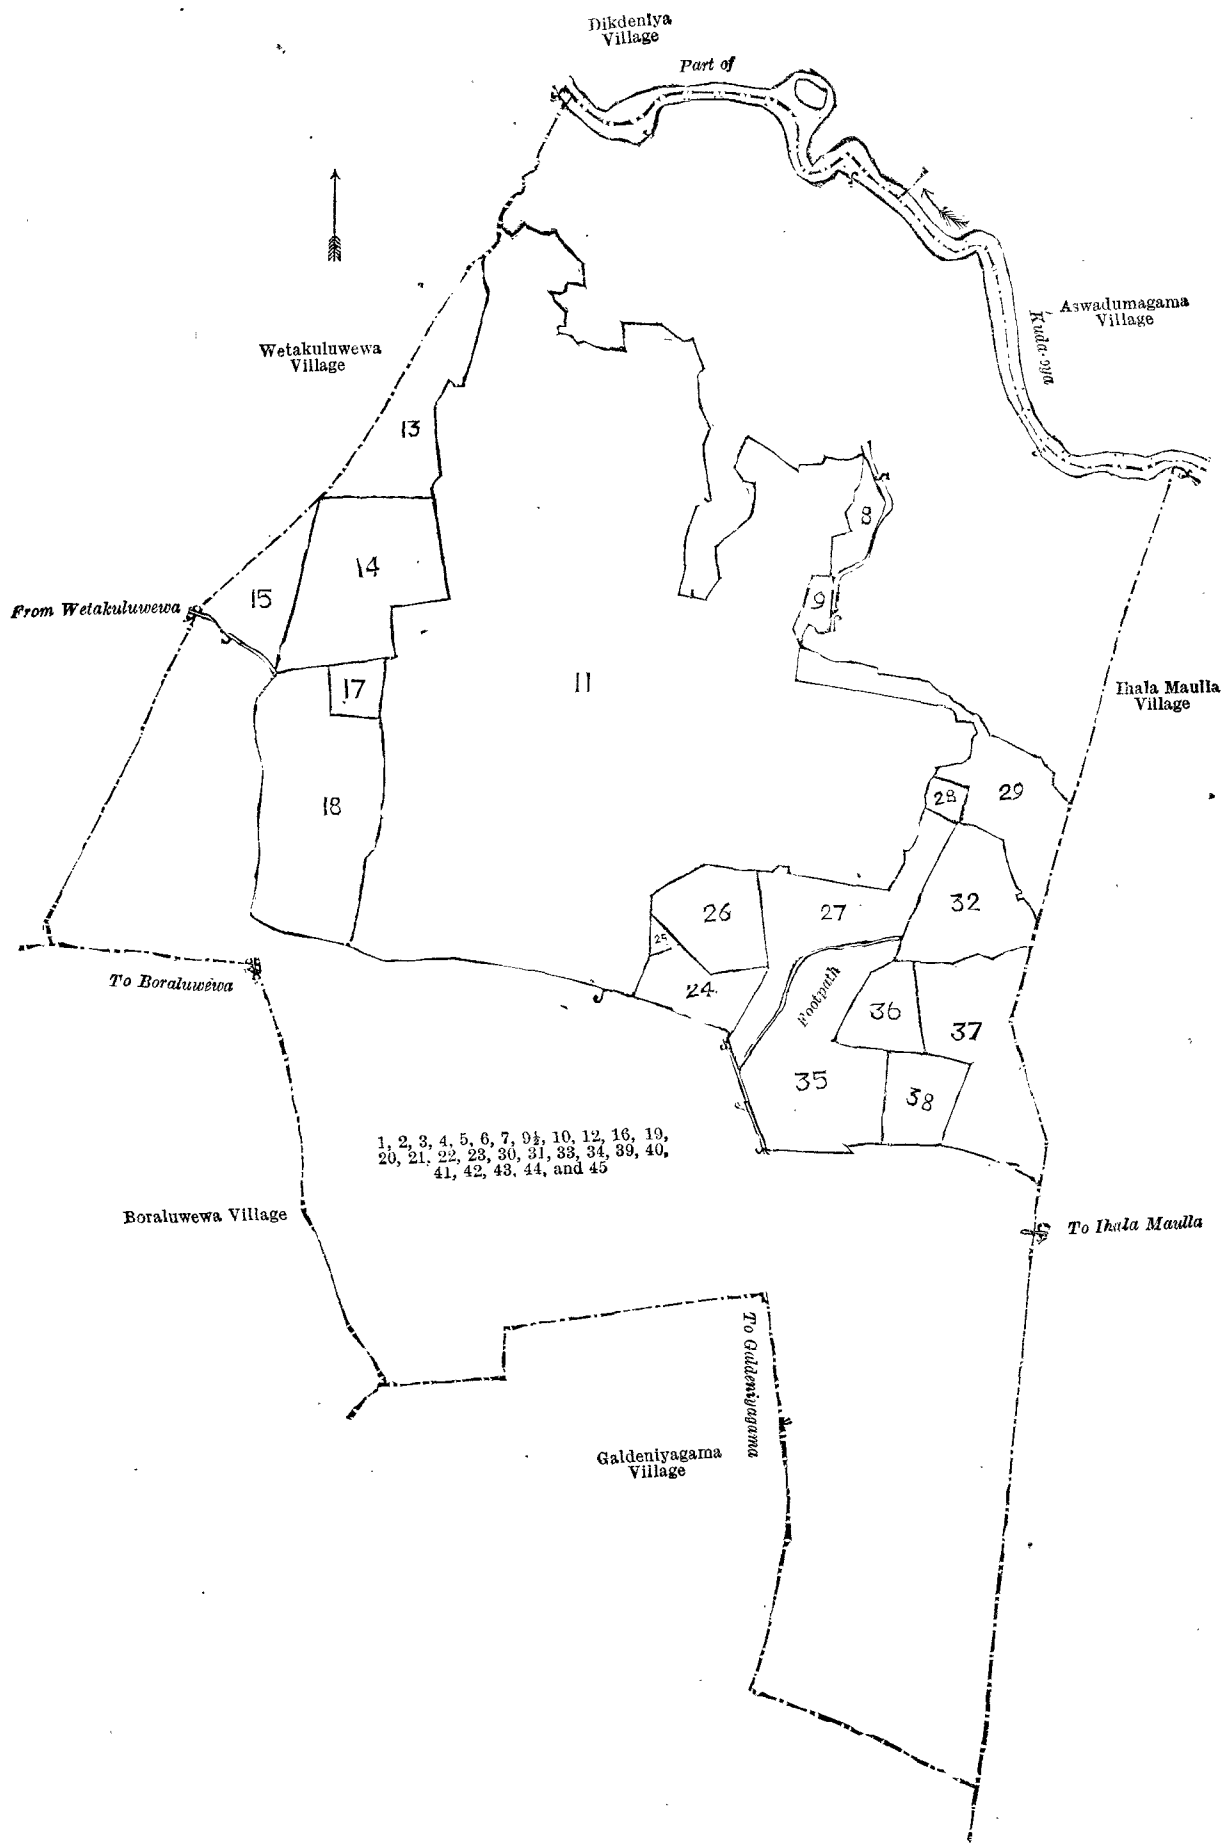 Dikdeniya
Village
Part of
Aswadumagama
Village
Kuda-oya
Wetakuluwewa
Village
13
8
14
15
From Wetakuluwewa
9
17
11
Ihala Maulla
Village
18
28
29
26
27
32
25
To Boraluwewa
24
Footpath
36
37
35
38
1, 2, 3, 4, 5, 6, 7, 9½, 10, 12, 16, 19,
20, 21, 22, 23, 30, 31, 33, 34, 39, 40,
41, 42, 43, 44, and 45
Boraluwewa Village
To Ihala Maulla
To Galdeniyagama
Galdeniyagama
Village